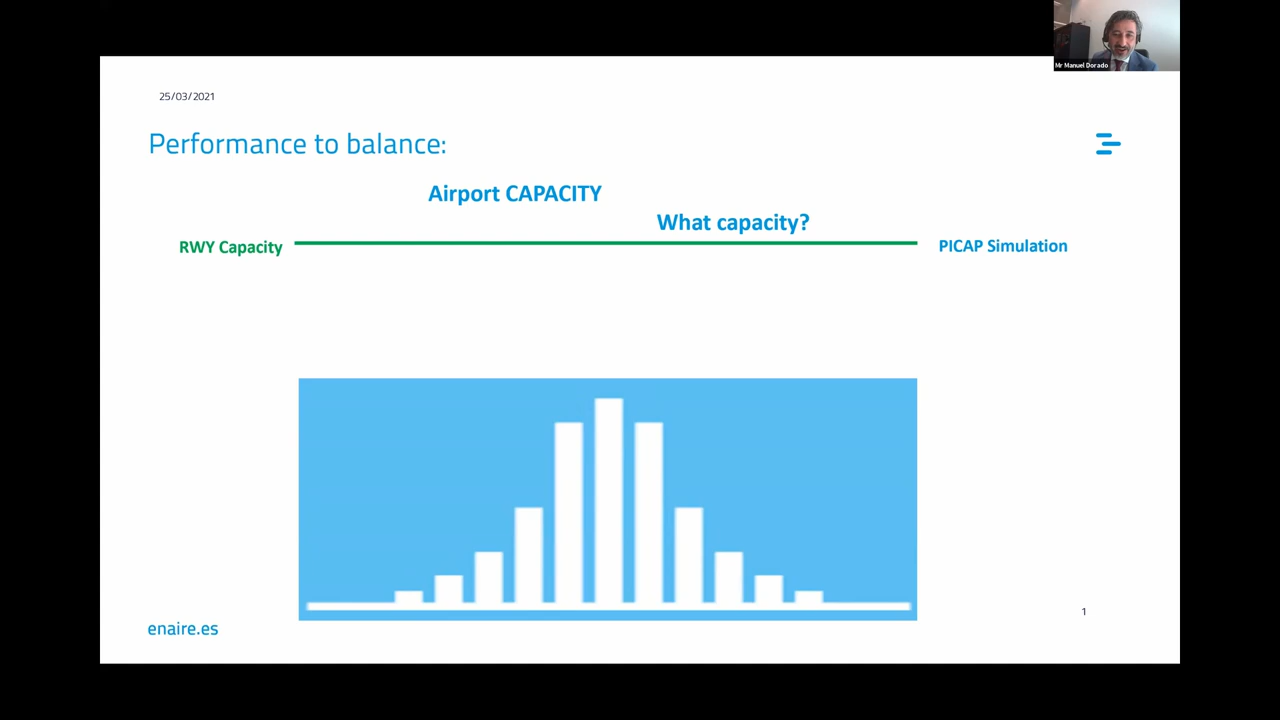 Mr Manuel Dorado
25/03/2021
Performance to balance:
Airport CAPACITY
What capacity?
RWY Capacity
PICAP Simulation
1
enaire.es